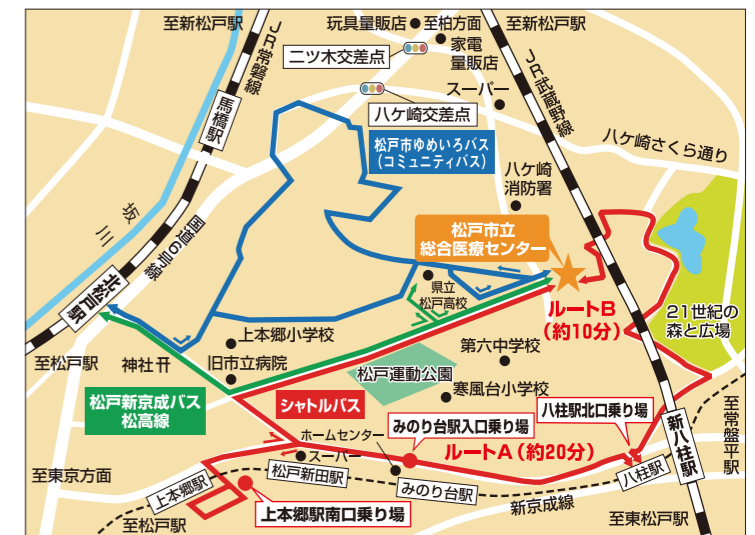 至新松戸駅
JR常磐線
馬橋駅
玩具量販店
至柏方面
家電
量販店
至新松戸駅
二ツ木交差点
八ケ崎交差点
スーパー
JR武蔵野線
八ケ崎さくら通り
松戸市ゆめいろバス
(コミュニティバス)
八ケ崎
消防署
坂川
国道6号線
松戸市立
総合医療センター
北松戸駅
県立
松戸高校
ルートB
(約10分)
21世紀の
森と広場
上本郷小学校
至松戸駅
神社
旧市立病院
第六中学校
松戸運動公園
寒風台小学校
松戸新京成バス
松高線
シャトルバス
みのり台駅入口乗り場
八柱駅北口乗り場
新八柱駅
至常盤平駅
ホームセンター
ルートA(約20分)
スーパー
至東京方面
上本郷駅
松戸新田駅
みのり台駅
八柱駅
新京成線
上本郷駅南口乗り場
至松戸駅
至東松戸駅